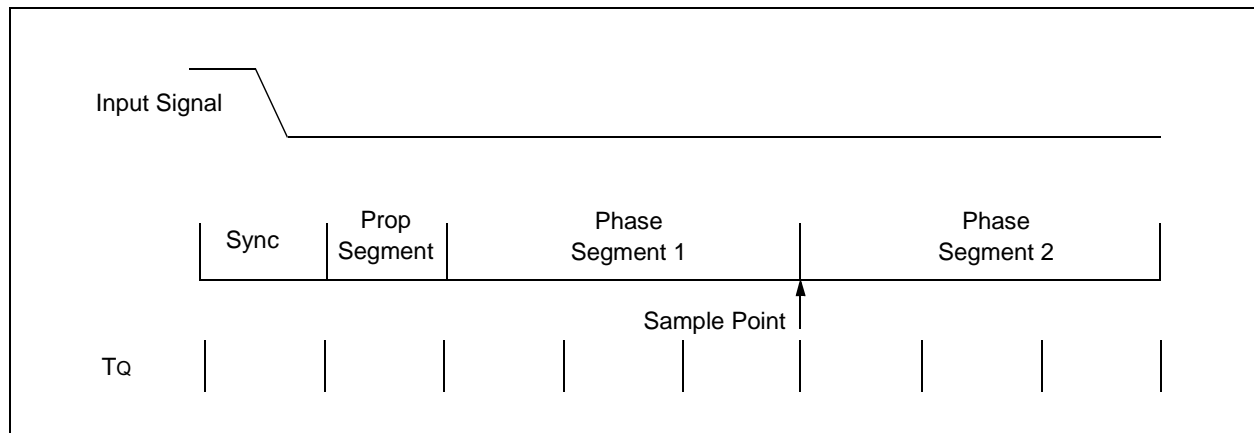 Input Signal
Sync
Prop
Segment
Phase
Segment 1
Phase
Segment 2
Sample Point
TQ